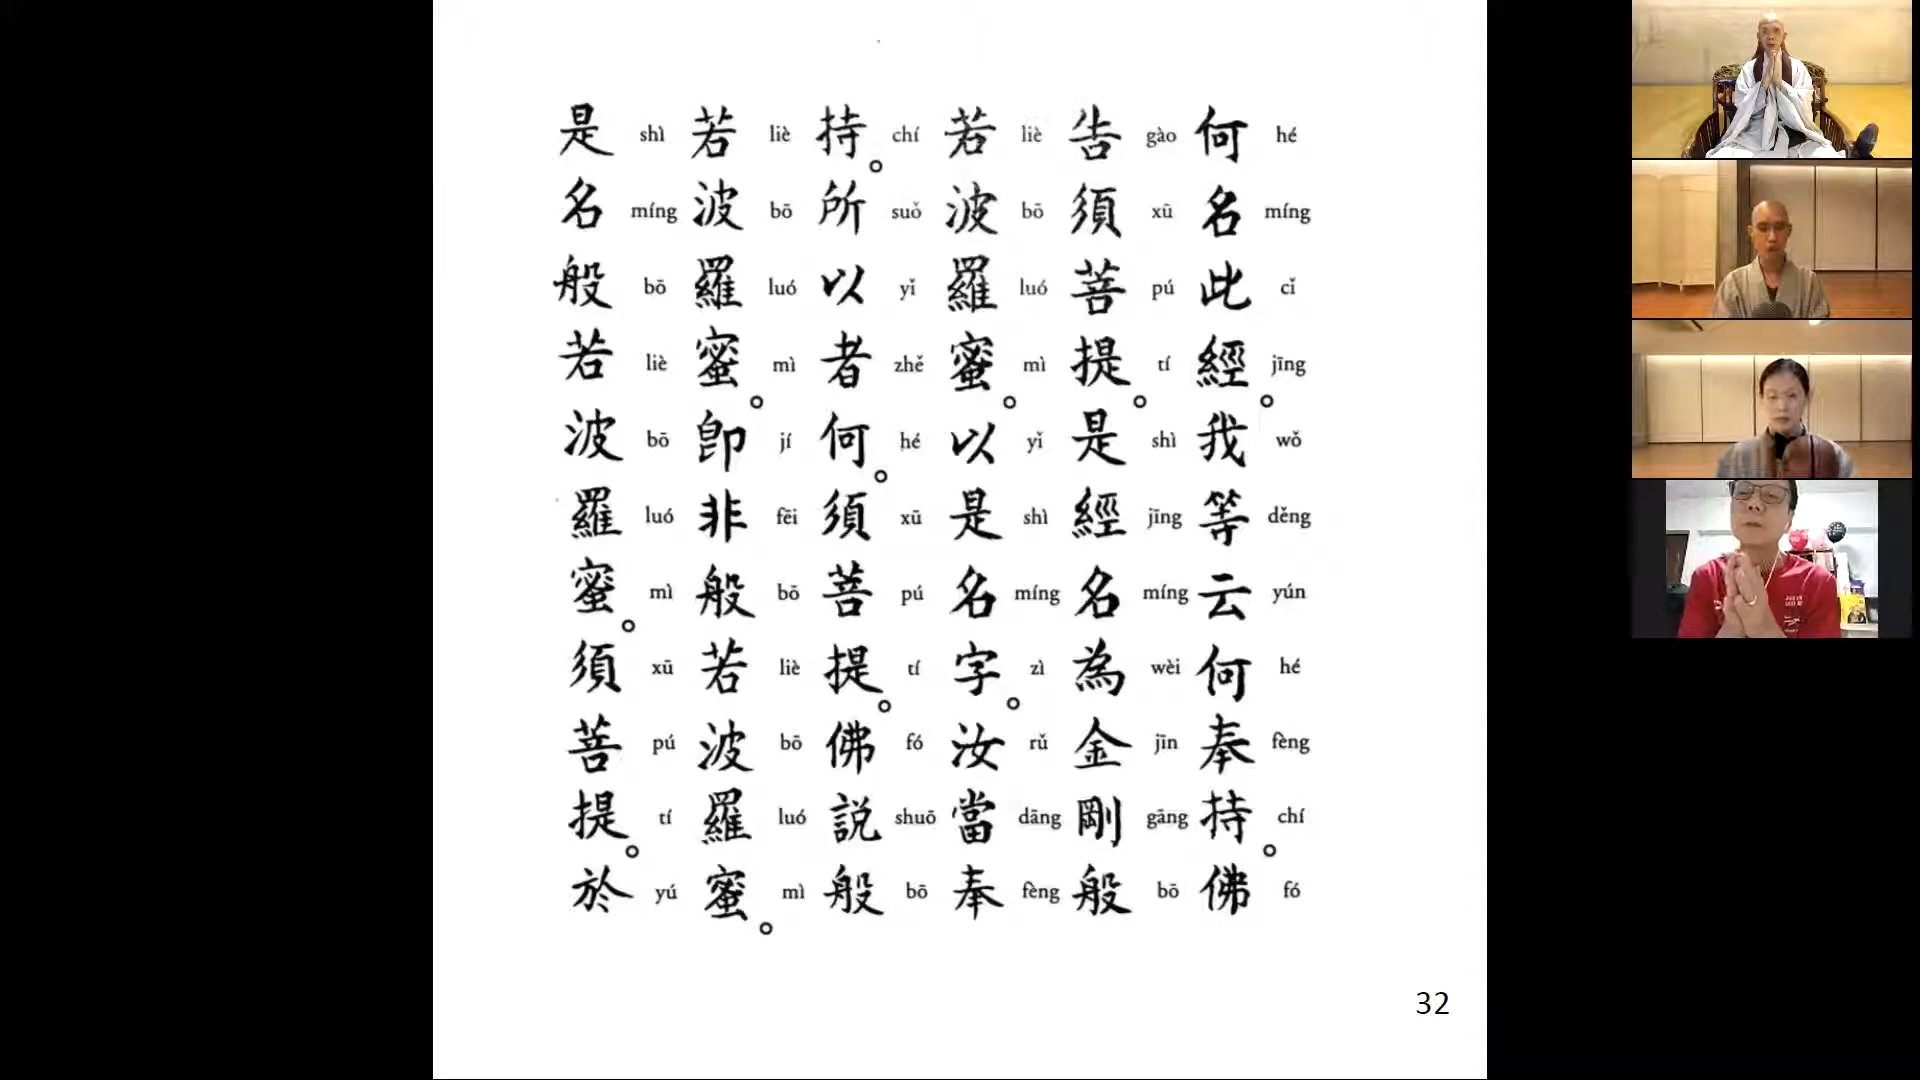 何名此經。我等云何奉持。佛
hé míng cǐ jīng wǒ děng yún hé fèng chí fó
告須菩提。是經名為金剛般
gào xū pú tí shì jīng míng wèi jīn gāng bō
若波羅蜜。以是名字。汝當奉
liè bō luó mì yǐ shì míng zì rǔ dāng fèng
持。所以者何。須菩提。佛説般
chí suǒ yǐ zhě hé xū pú tí fó shuō bō
若波羅蜜。卽非般若波羅蜜。
liè bō luó mì jí fēi bō liè bō luó mì
是名般若波羅蜜。須菩提。於
shì míng bō liè bō luó mì xū pú tí yú
32